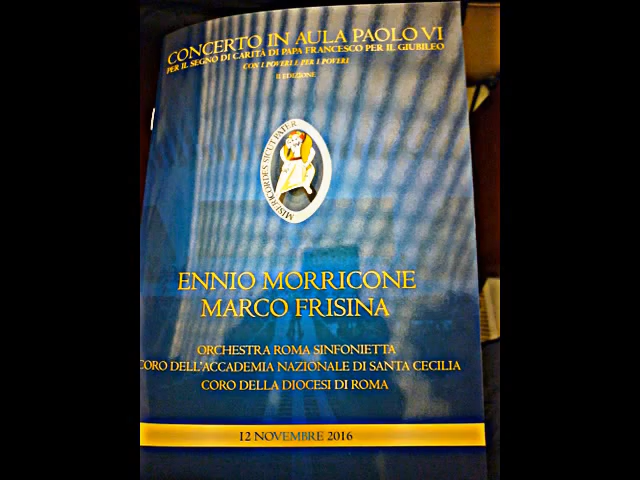 CONCERTO IN AULA PAOLO VI
PER IL SEGNO DI CARITÀ DI PAPA FRANCESCO PER IL GIUBILEO
CON I POVERI E PER I POVERI
II EDIZIONE
MISERICORDES SICUT PATER
ENNIO MORRICONE
MARCO FRISINA
ORCHESTRA ROMA SINFONIETTA
CORO DELL'ACCADEMIA NAZIONALE DI SANTA CECILIA
CORO DELLA DIOCESI DI ROMA
12 NOVEMBRE 2016